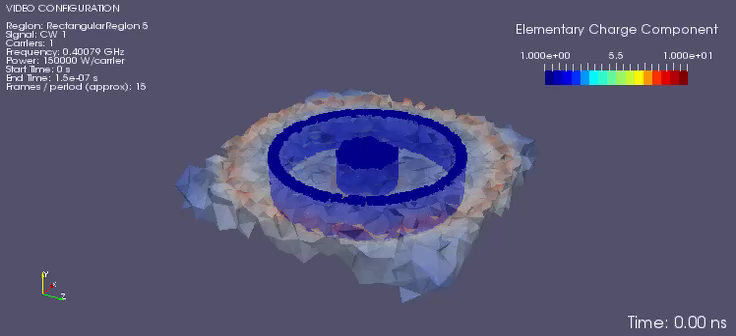 VIDEO CONFIGURATION
Region: RectangularRegion 5
Signal: CW 1
Carriers: 1
Frequency: 0.40079 GHz
Power: 150000 W/carrier
Start Time: 0 s
End Time: 1.5e-07 s
Frames / period (approx): 15
Elementary Charge Component
1.000e+00 5.5 1.000e+01
Y
X
Z
Time: 0.00 ns